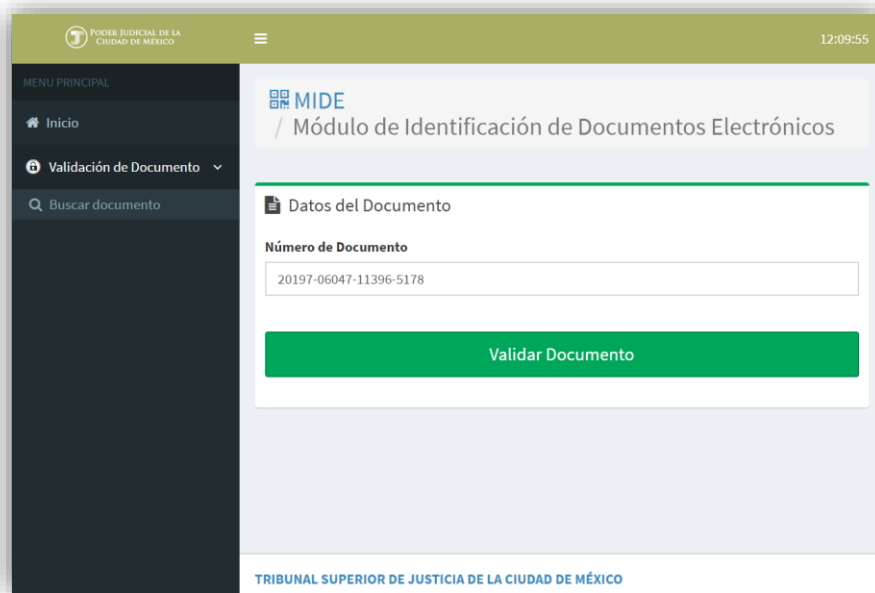 PODER JUDICIAL DE LA
CIUDAD DE MÉXICO
12:09:55
MENU PRINCIPAL
Inicio
Validación de Documento
Buscar documento
MIDE
/ Módulo de Identificación de Documentos Electrónicos
Datos del Documento
Número de Documento
20197-06047-11396-5178
Validar Documento
TRIBUNAL SUPERIOR DE JUSTICIA DE LA CIUDAD DE MÉXICO